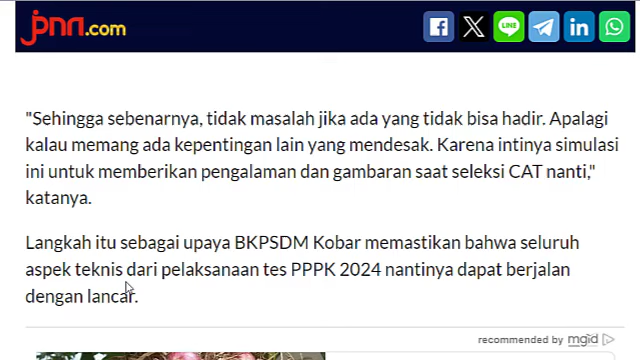 jpnn.com
"Sehingga sebenarnya, tidak masalah jika ada yang tidak bisa hadir. Apalagi
kalau memang ada kepentingan lain yang mendesak. Karena intinya simulasi
ini untuk memberikan pengalaman dan gambaran saat seleksi CAT nanti,"
katanya.
Langkah itu sebagai upaya BKPSDM Kobar memastikan bahwa seluruh
aspek teknis dari pelaksanaan tes PPPK 2024 nantinya dapat berjalan
dengan lancar.
recommended by mgid